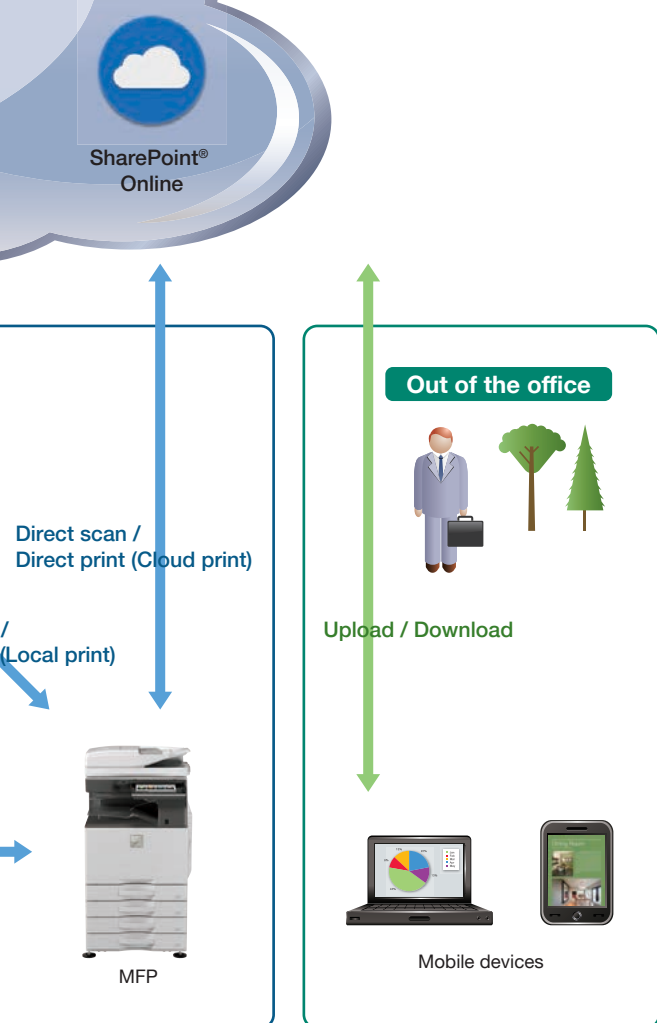 SharePoint®
Online
Out of the office
Direct scan /
Direct print (Cloud print)
/
(Local print)
Upload / Download
MFP
Mobile devices